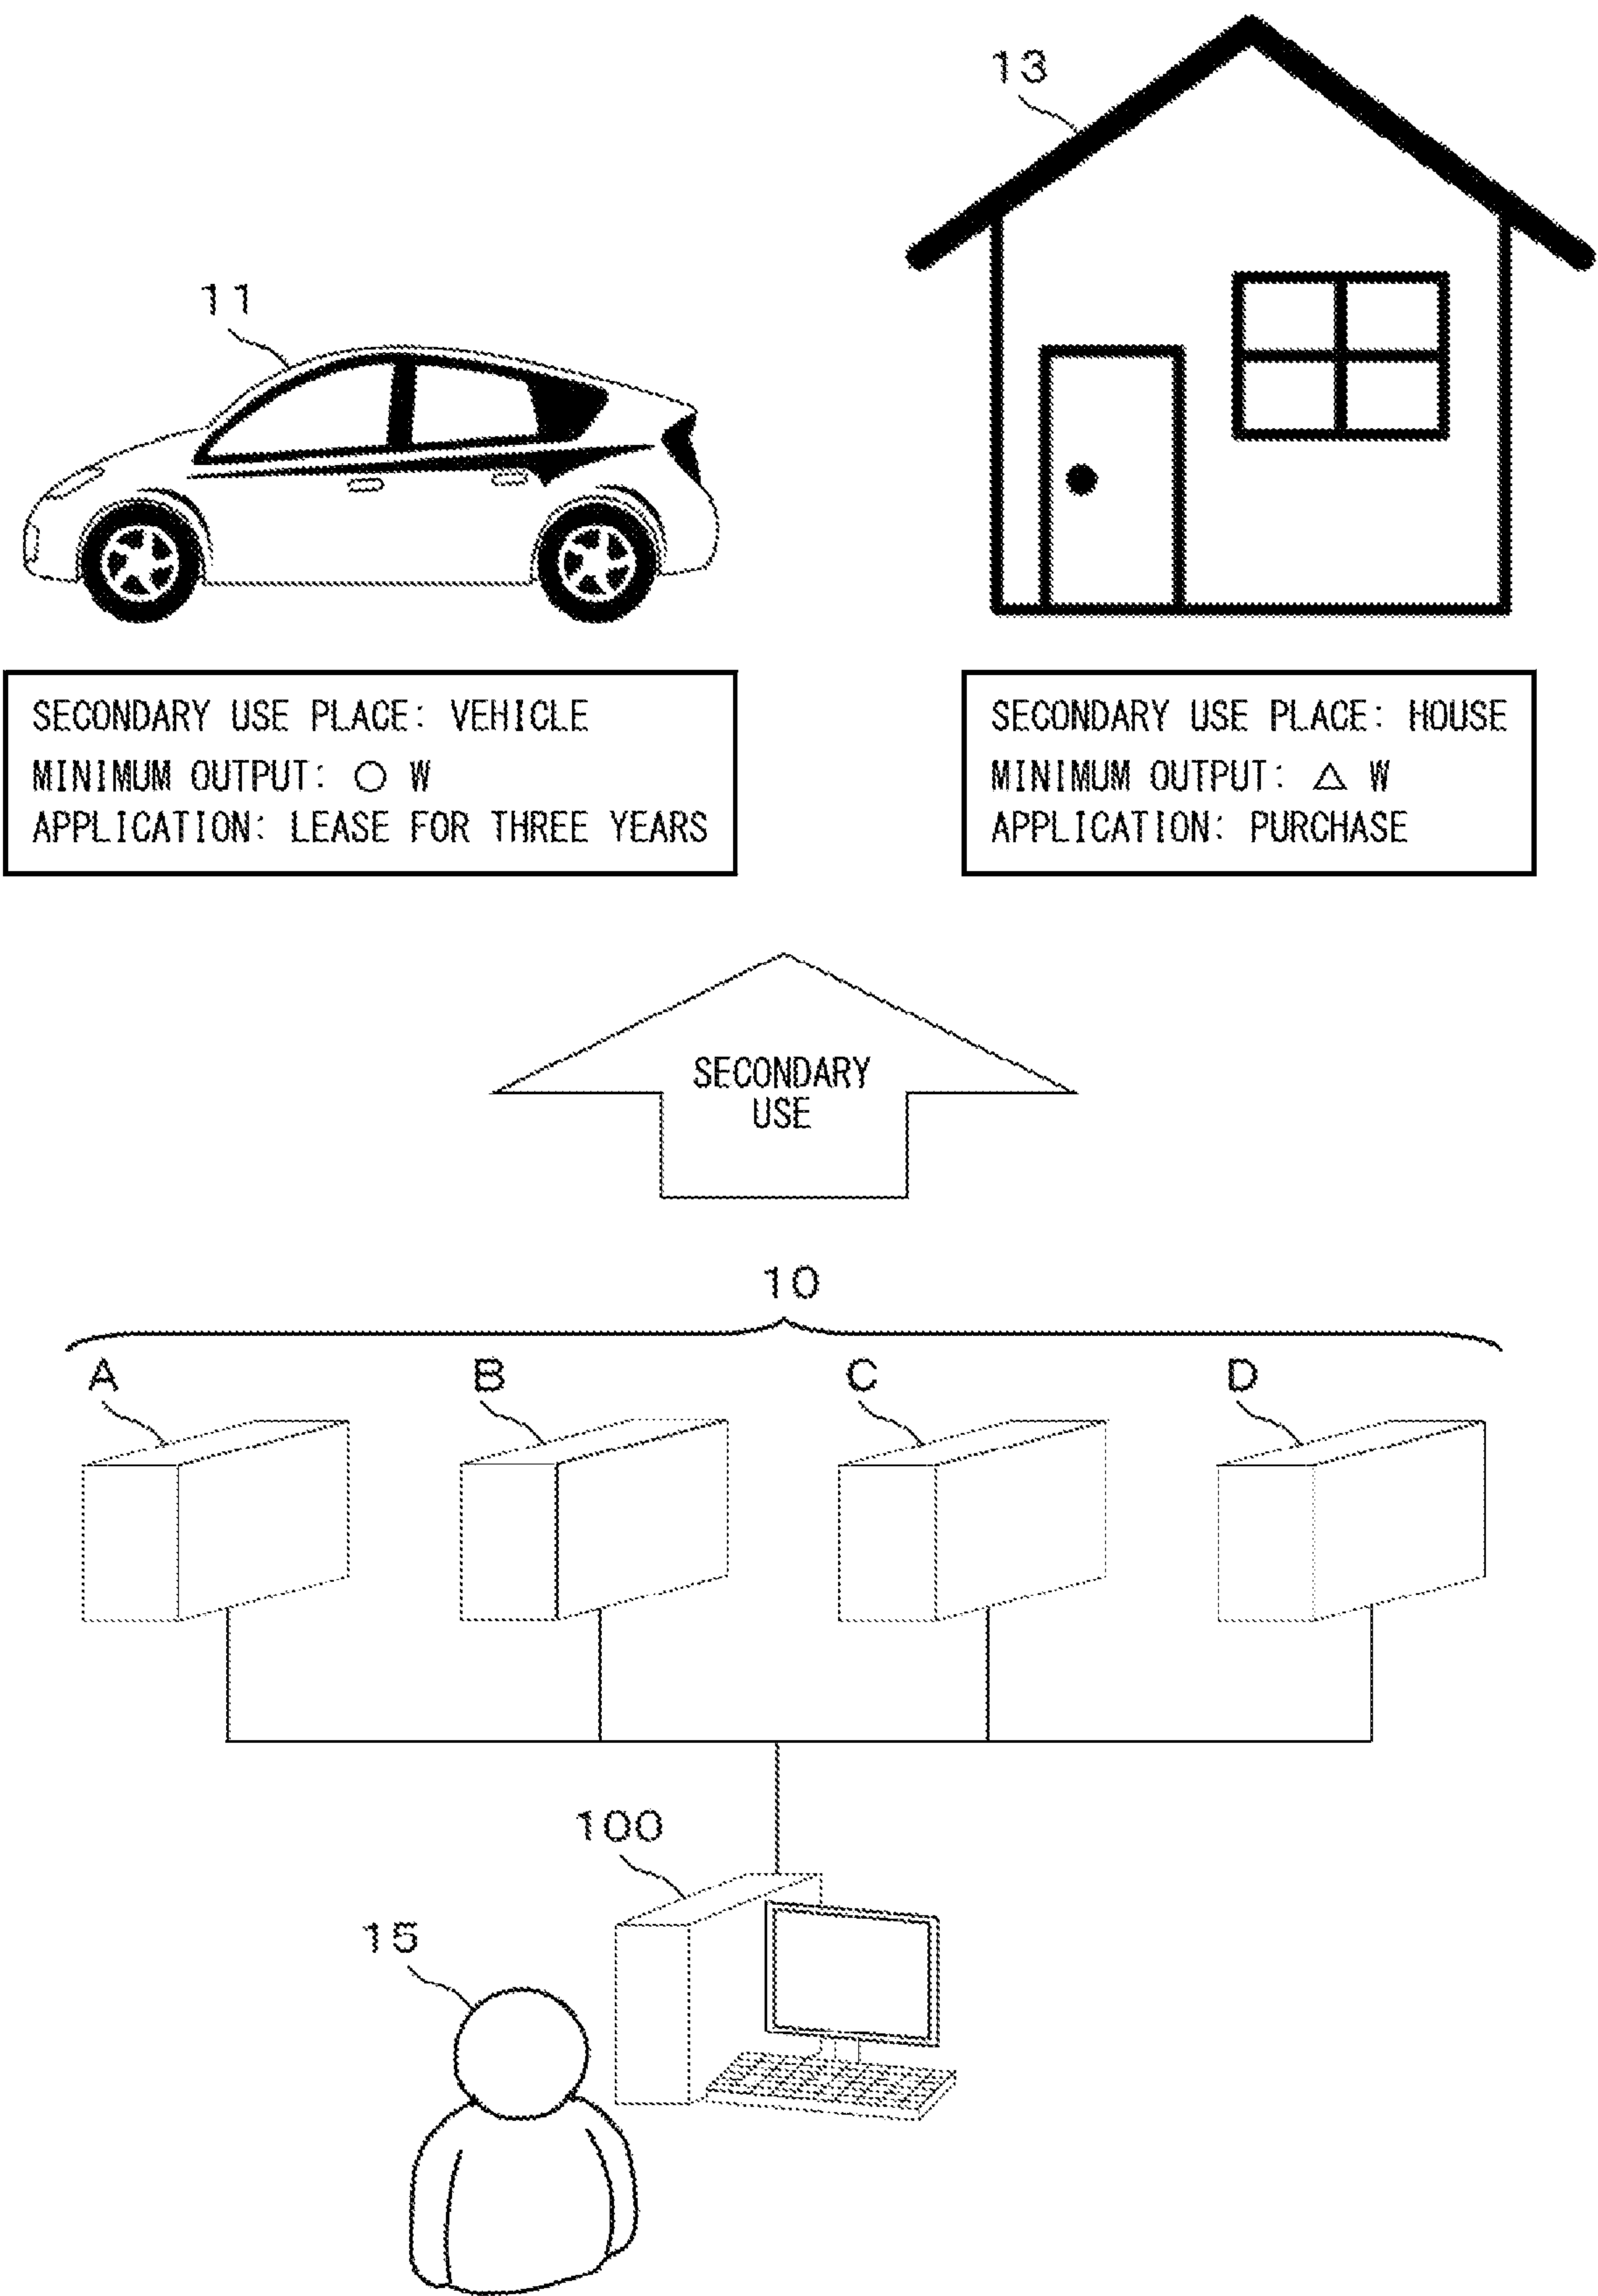 13
11
SECONDARY USE PLACE: VEHICLE
MINIMUM OUTPUT: ○ W
APPLICATION: LEASE FOR THREE YEARS
SECONDARY USE PLACE: HOUSE
MINIMUM OUTPUT: △ W
APPLICATION: PURCHASE
SECONDARY
USE
10
A
B
C
D
100
15